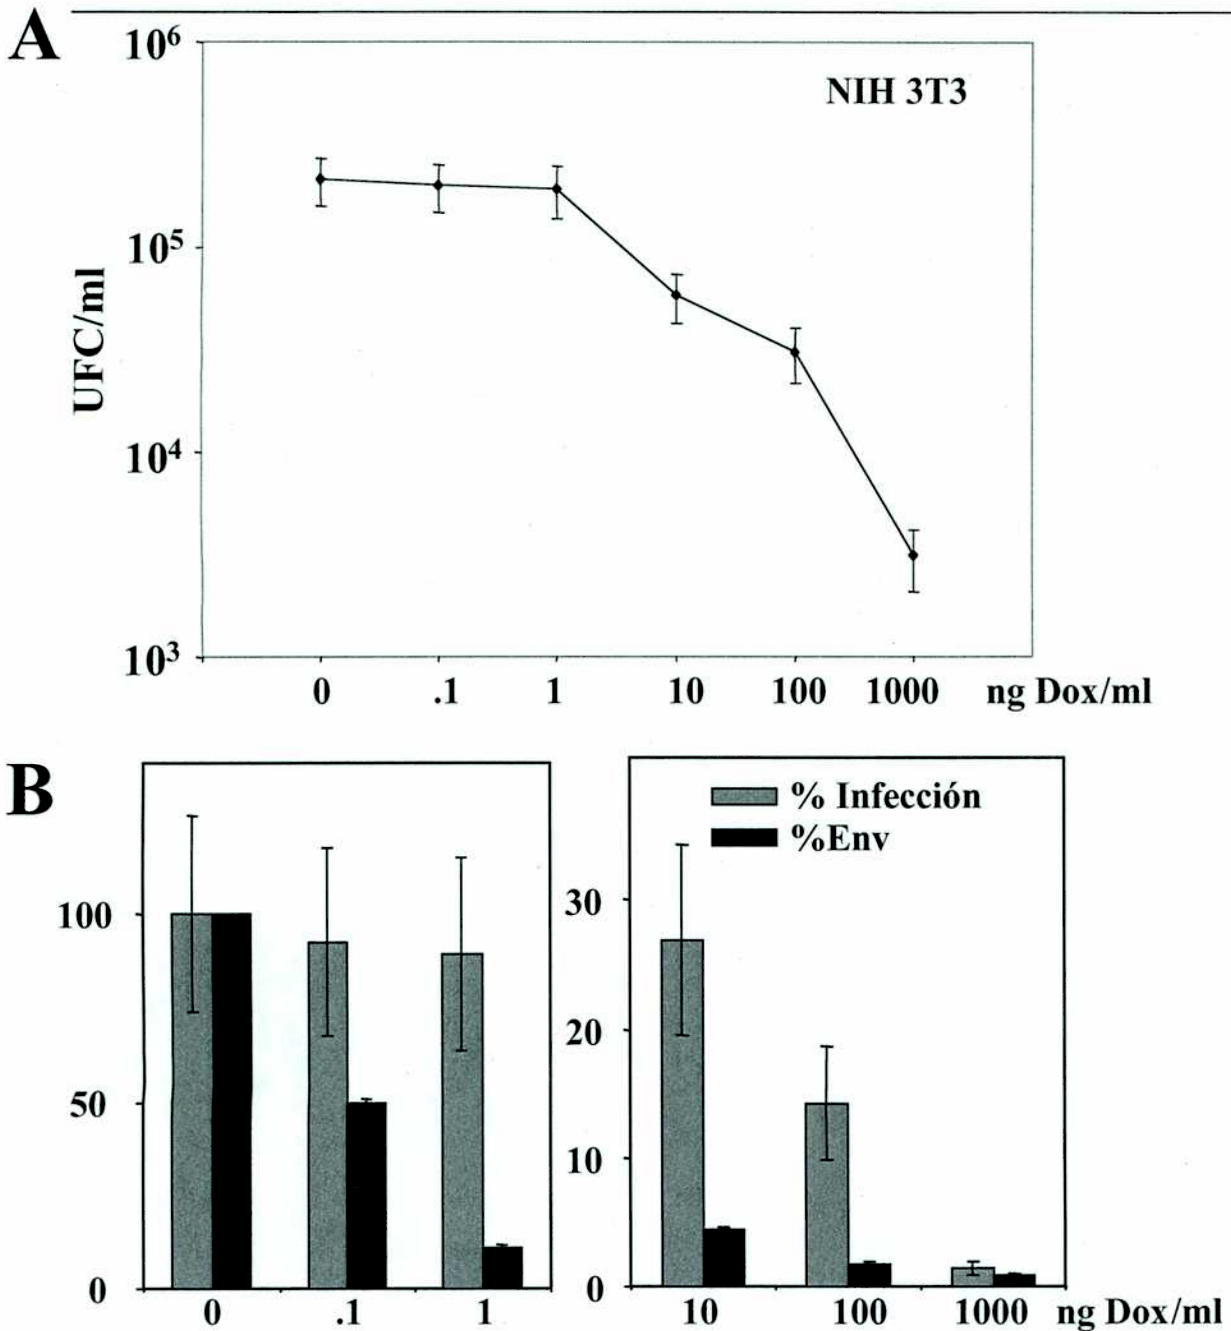 A
10⁶
NIH 3T3
10⁵
UFC/ml
10⁴
10³
0 .1 1 10 100 1000 ng Dox/ml
B
% Infección
%Env
100
50
0
30
20
10
0
0 .1 1
10 100 1000 ng Dox/ml